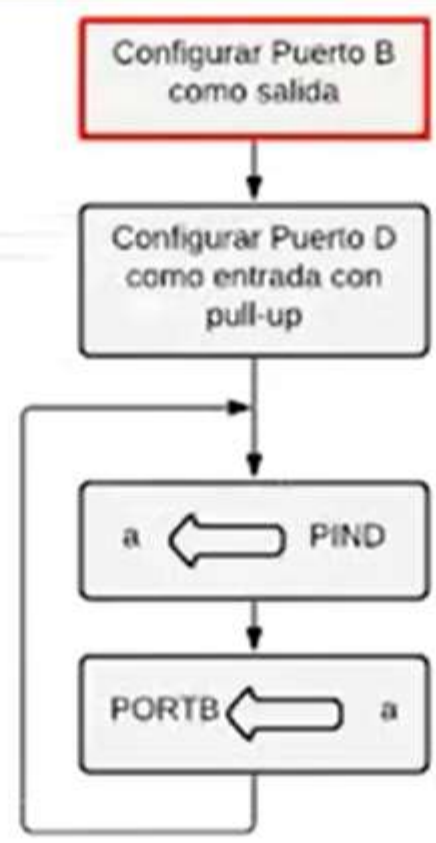 Configurar Puerto B
como salida
Configurar Puerto D
como entrada con
pull-up
a PIND
PORTB a